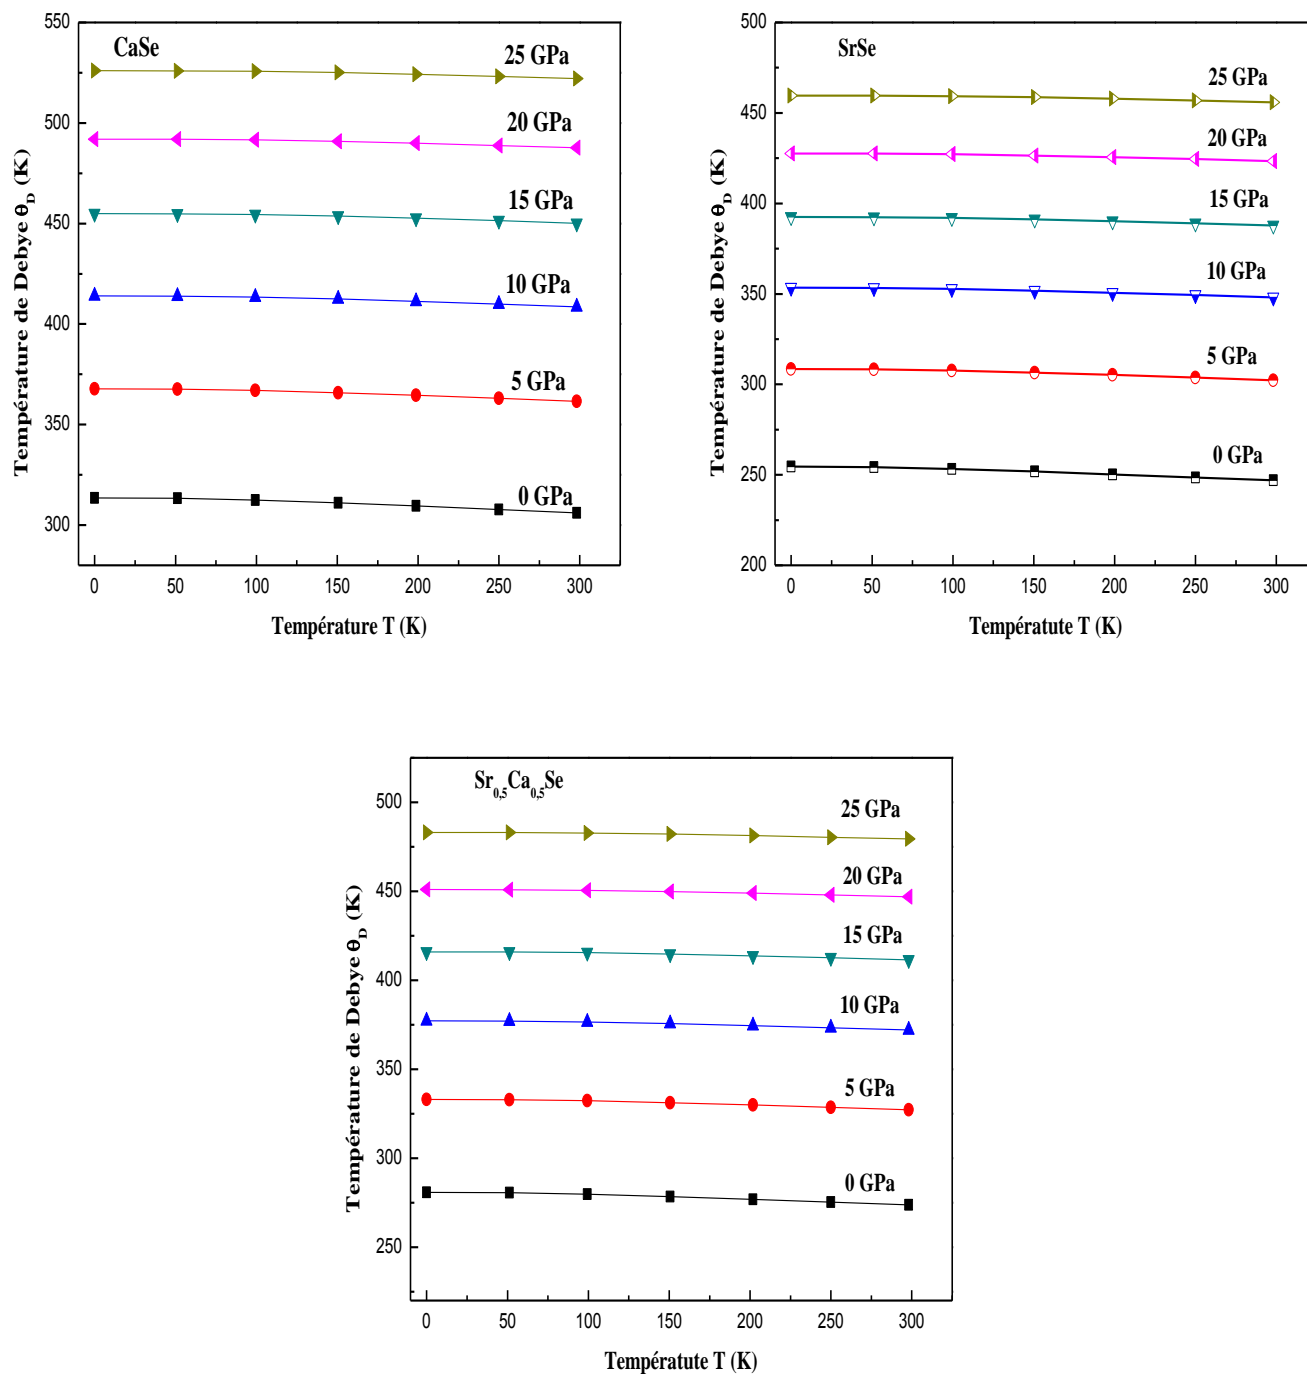 CaSe
25 GPa
20 GPa
15 GPa
10 GPa
5 GPa
0 GPa
550
500
450
400
350
300
0 50 100 150 200 250 300
Température de Debye θD (K)
Température T (K)
SrSe
25 GPa
20 GPa
15 GPa
10 GPa
5 GPa
0 GPa
500
450
400
350
300
250
200
0 50 100 150 200 250 300
Température de Debye θD (K)
Températute T (K)
Sr0,5Ca0,5Se
25 GPa
20 GPa
15 GPa
10 GPa
5 GPa
0 GPa
500
450
400
350
300
250
0 50 100 150 200 250 300
Température de Debye θD (K)
Températute T (K)